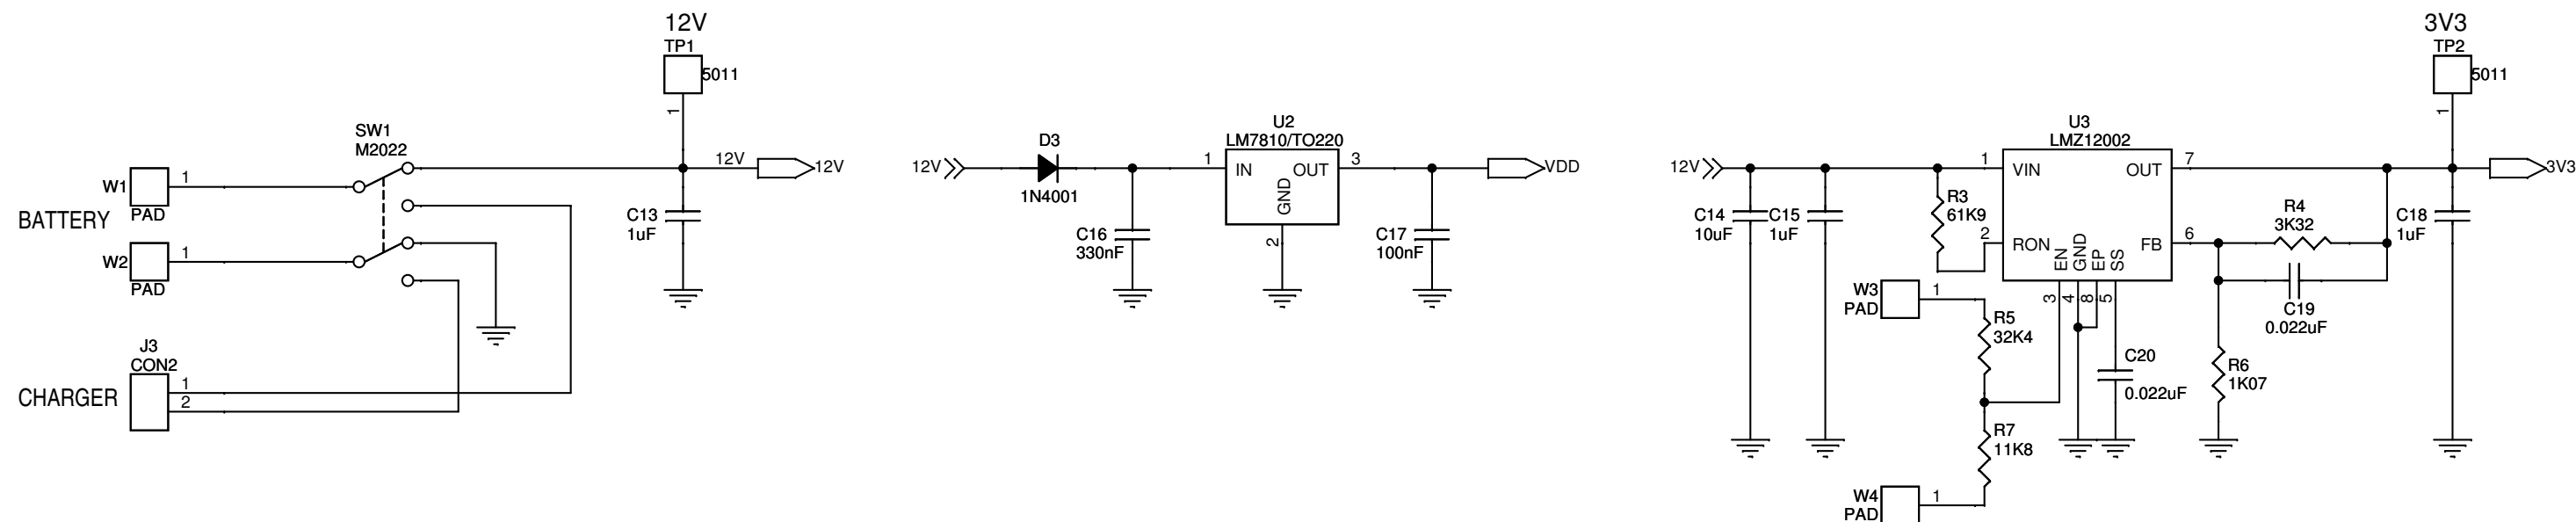 12V
TP1
5011
1
SW1
M2022
W1
1
PAD
BATTERY
W2
1
PAD
12V
12V
C13
1uF
J3
CON2
CHARGER
1
2
12V
D3
1N4001
C16
330nF
U2
LM7810/TO220
1
IN
OUT
3
GND
2
C17
100nF
VDD
12V
C14
10uF
C15
1uF
R3
61K9
U3
LMZ12002
1
VIN
OUT
7
2
RON
FB
6
EN
GND
EP
SS
3
4
8
5
W3
PAD
1
R5
32K4
R7
11K8
W4
PAD
1
C20
0.022uF
R4
3K32
C19
0.022uF
R6
1K07
C18
1uF
3V3
TP2
5011
1
3V3